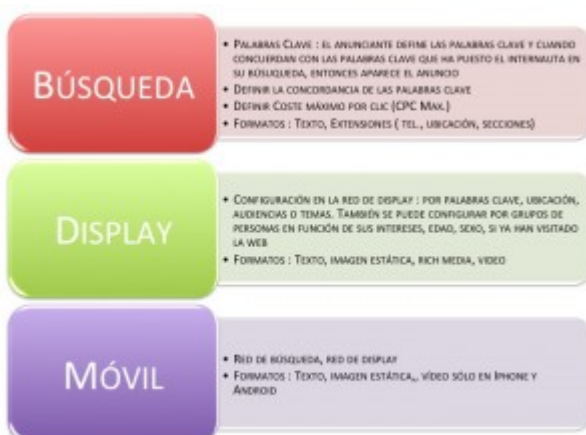 BÚSQUEDA
• PALABRAS CLAVE : EL ANUNCIANTE DEFINE LAS PALABRAS CLAVE Y CUANDO
CONCUERDAN CON LAS PALABRAS CLAVE QUE HA PUESTO EL INTERNAUTA EN
SU BÚSUQUEDA, ENTONCES APARECE EL ANUNCIO
• DEFINIR LA CONCORDANCIA DE LAS PALABRAS CLAVE
• DEFINIR COSTE MÁXIMO POR CLIC (CPC MAX.)
• FORMATOS : TEXTO, EXTENSIONES ( TEL., UBICACIÓN, SECCIONES)
DISPLAY
• CONFIGURACIÓN EN LA RED DE DISPLAY : POR PALABRAS CLAVE, UBICACIÓN,
AUDIENCIAS O TEMAS. TAMBIÉN SE PUEDE CONFIGURAR POR GRUPOS DE
PERSONAS EN FUNCIÓN DE SUS INTERESES, EDAD, SEXO, SI YA HAN VISITADO
LA WEB
• FORMATOS : TEXTO, IMAGEN ESTÁTICA, RICH MEDIA, VIDEO
MÓVIL
• RED DE BÚSQUEDA, RED DE DISPLAY
• FORMATOS : TEXTO, IMAGEN ESTÁTICA,, VÍDEO SÓLO EN IPHONE Y
ANDROID